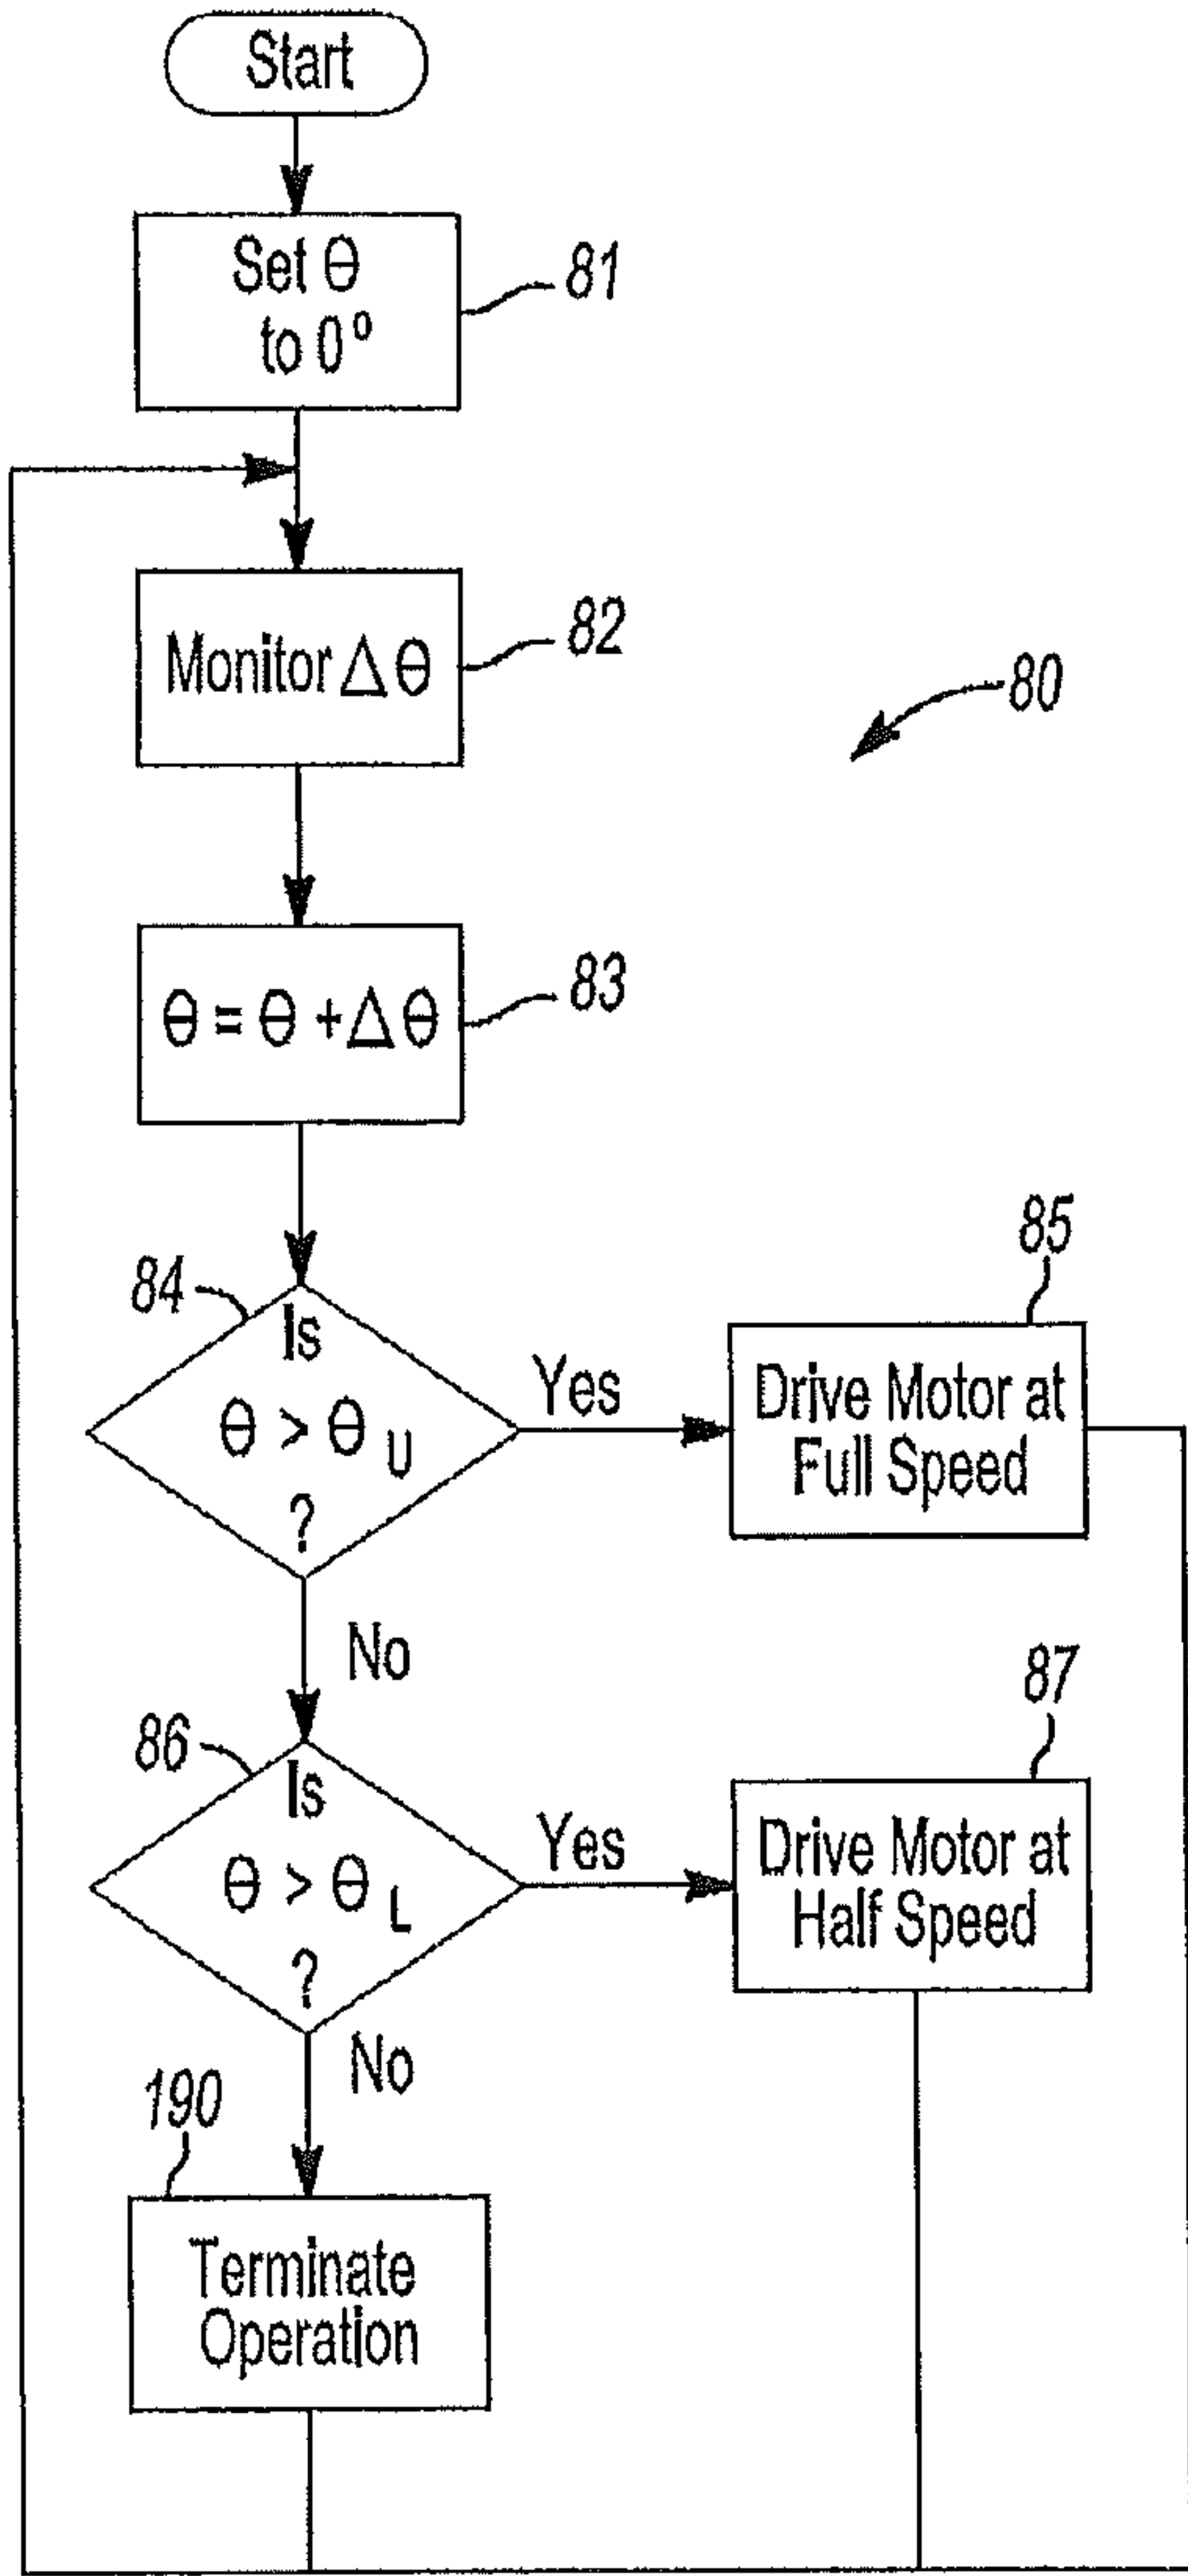 Start
Set θ
to 0°
81
Monitor Δθ
82
80
θ = θ + Δθ
83
84
Is
θ > θ U
?
Yes
85
Drive Motor at
Full Speed
No
86
Is
θ > θ L
?
Yes
87
Drive Motor at
Half Speed
No
190
Terminate
Operation